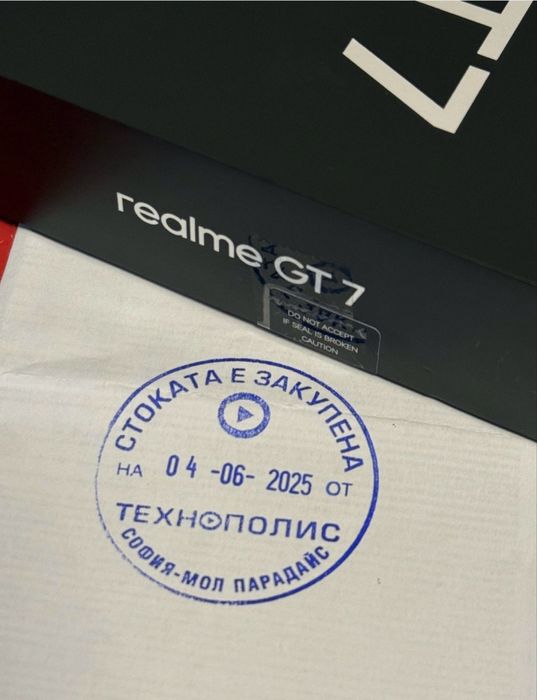 T7
realme GT 7
DO NOT ACCEPT
IF SEAL IS BROKEN
CAUTION
СТОКАТА Е ЗАКУПЕНА
НА 04-06-2025 ОТ
ТЕХНОПОЛИС
СОФИЯ-МОЛ ПАРАДАЙС